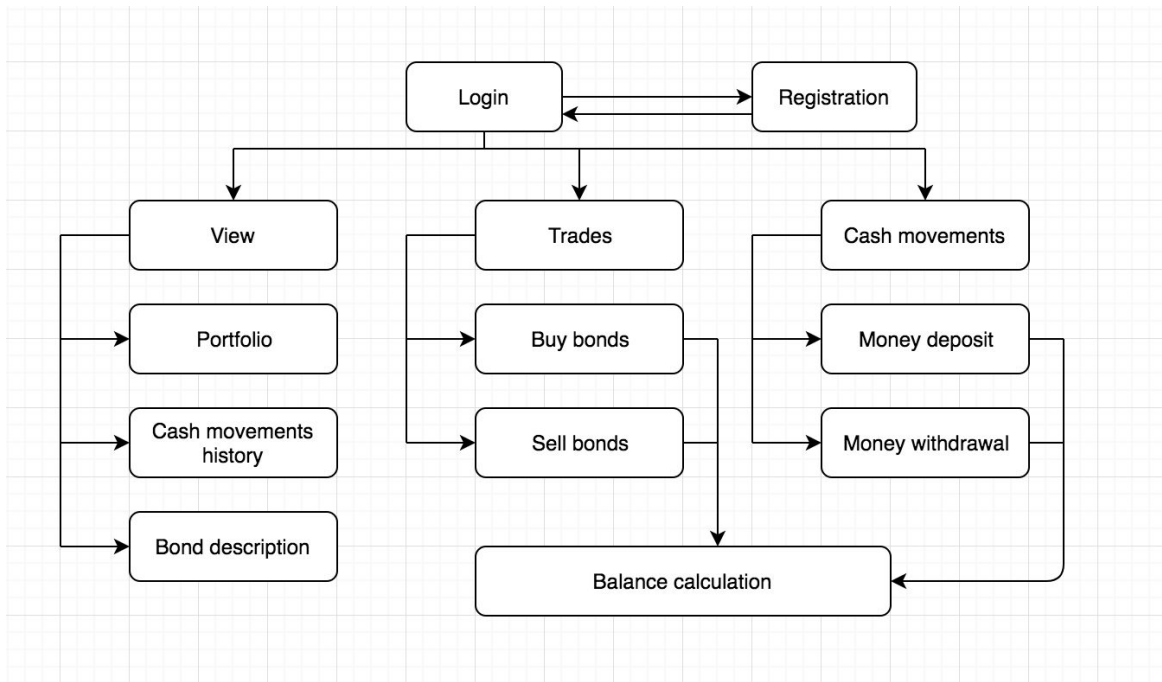 Login
Registration
View
Trades
Cash movements
Portfolio
Buy bonds
Money deposit
Cash movements
history
Sell bonds
Money withdrawal
Bond description
Balance calculation